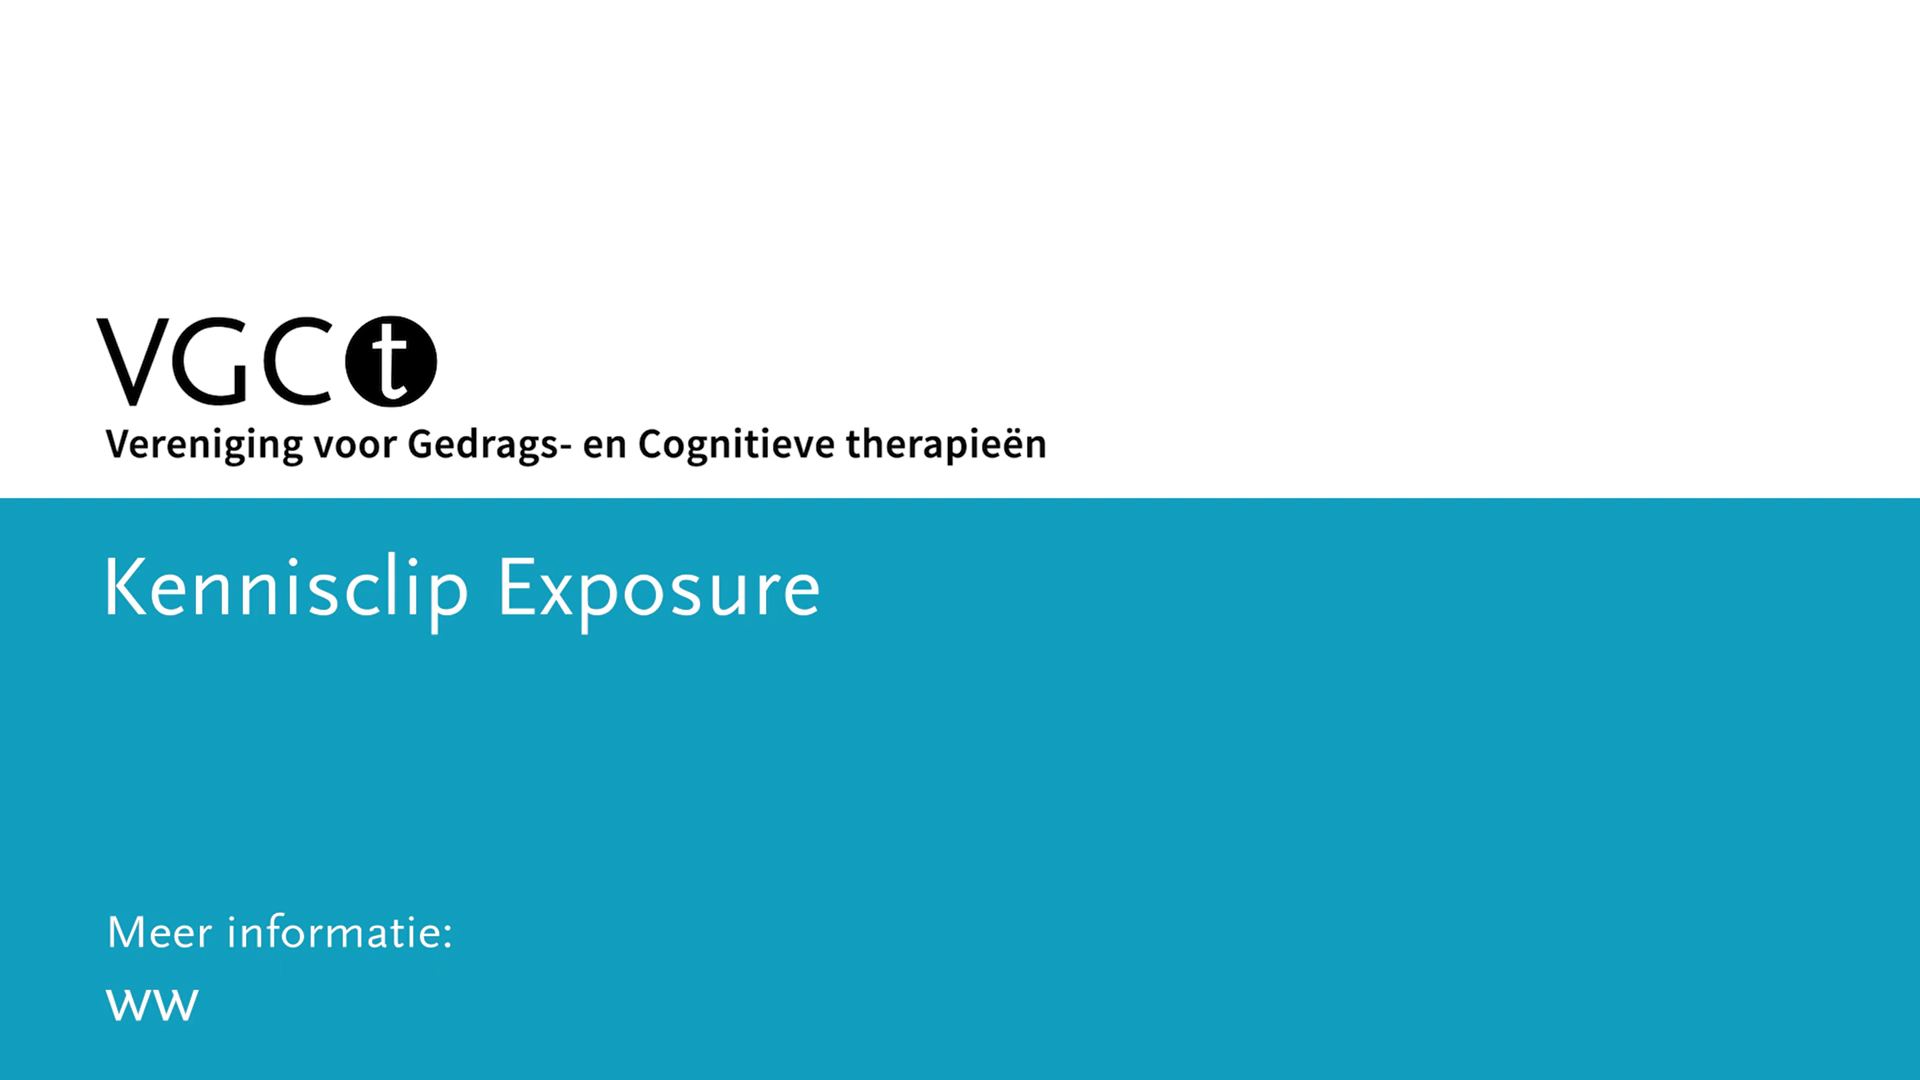 VGCt
Vereniging voor Gedrags- en Cognitieve therapieën
Kennisclip Exposure
Meer informatie:
ww